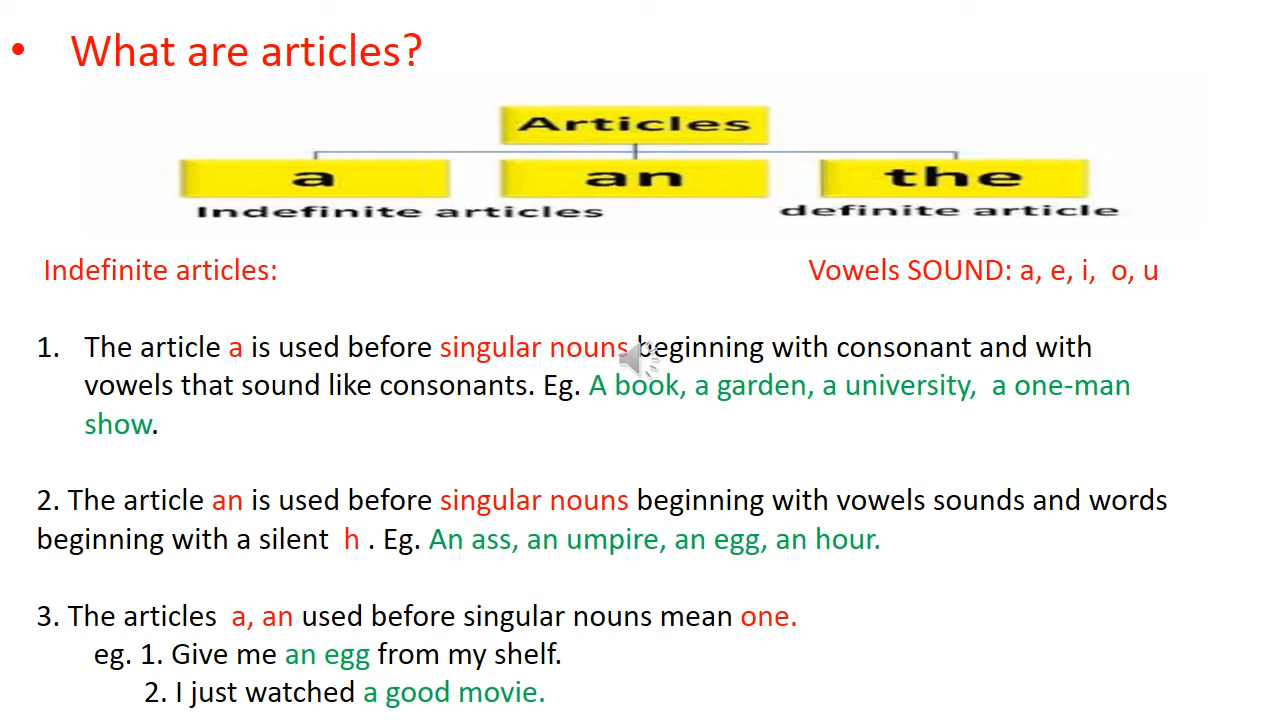 • What are articles?
Articles
a an the
Indefinite articles definite article
Indefinite articles: Vowels SOUND: a, e, i, o, u
1. The article a is used before singular nouns beginning with consonant and with
vowels that sound like consonants. Eg. A book, a garden, a university, a one-man
show.
2. The article an is used before singular nouns beginning with vowels sounds and words
beginning with a silent h . Eg. An ass, an umpire, an egg, an hour.
3. The articles a, an used before singular nouns mean one.
eg. 1. Give me an egg from my shelf.
2. I just watched a good movie.